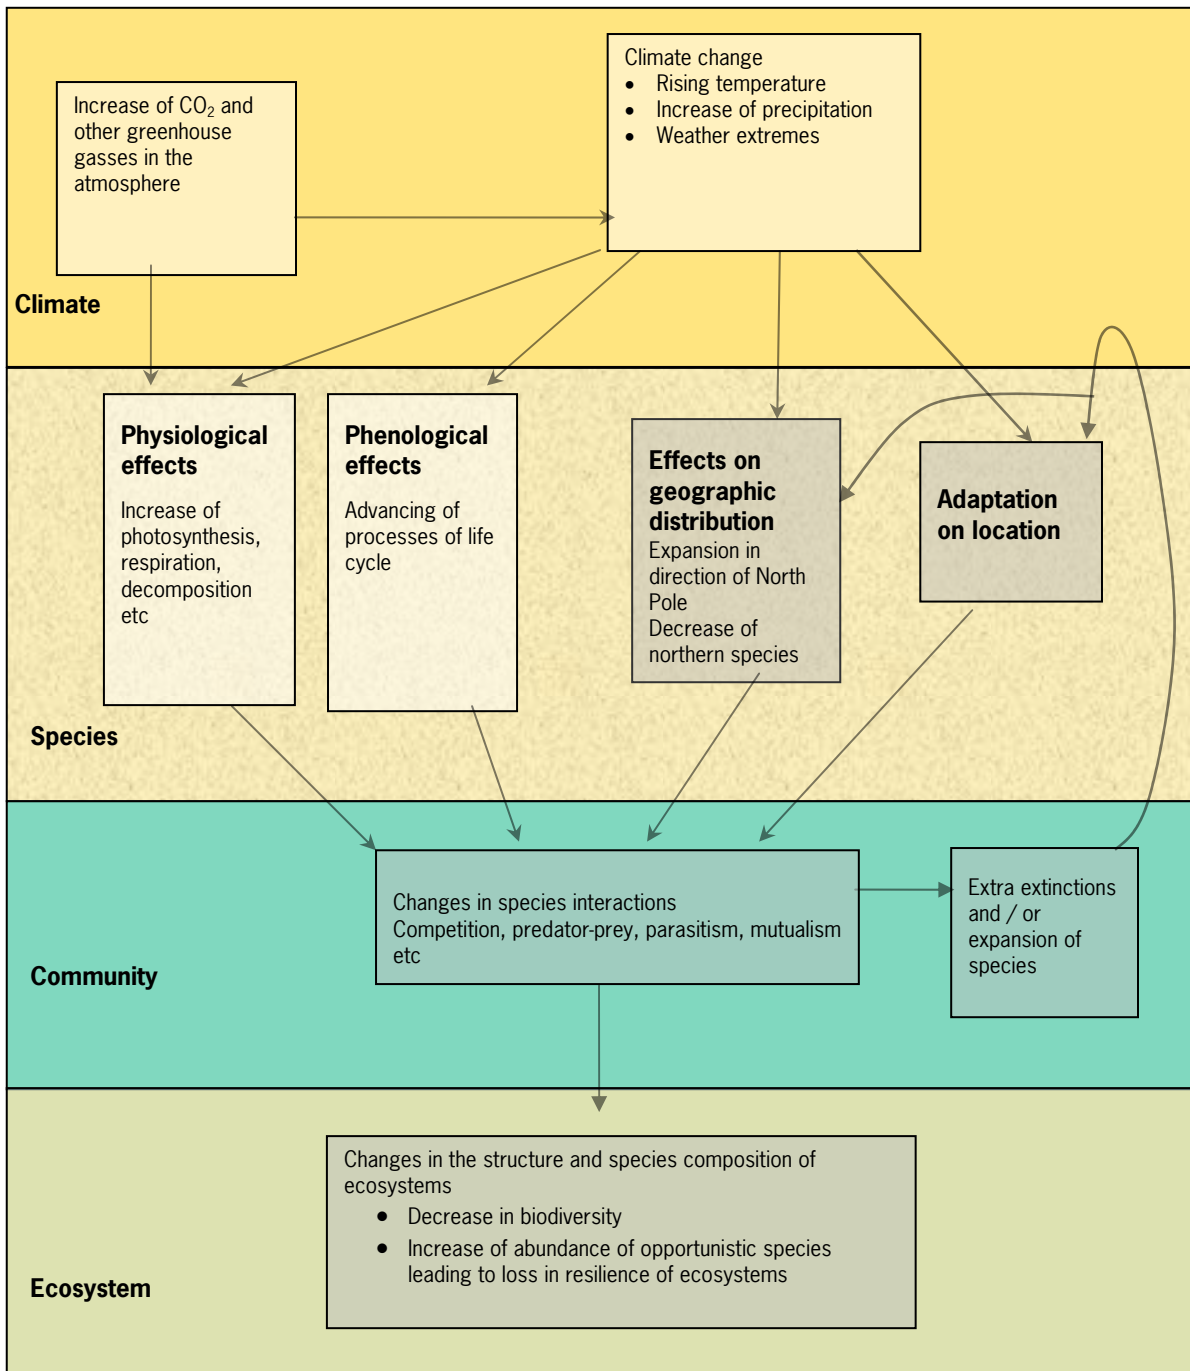 Climate change
• Rising temperature
• Increase of precipitation
• Weather extremes
Increase of CO₂ and
other greenhouse
gasses in the
atmosphere
Climate
Physiological
effects
Increase of
photosynthesis,
respiration,
decomposition
etc
Phenological
effects
Advancing of
processes of life
cycle
Effects on
geographic
distribution
Expansion in
direction of North
Pole
Decrease of
northern species
Adaptation
on location
Species
Changes in species interactions
Competition, predator-prey, parasitism, mutualism
etc
Extra extinctions
and / or
expansion of
species
Community
Changes in the structure and species composition of
ecosystems
• Decrease in biodiversity
• Increase of abundance of opportunistic species
leading to loss in resilience of ecosystems
Ecosystem